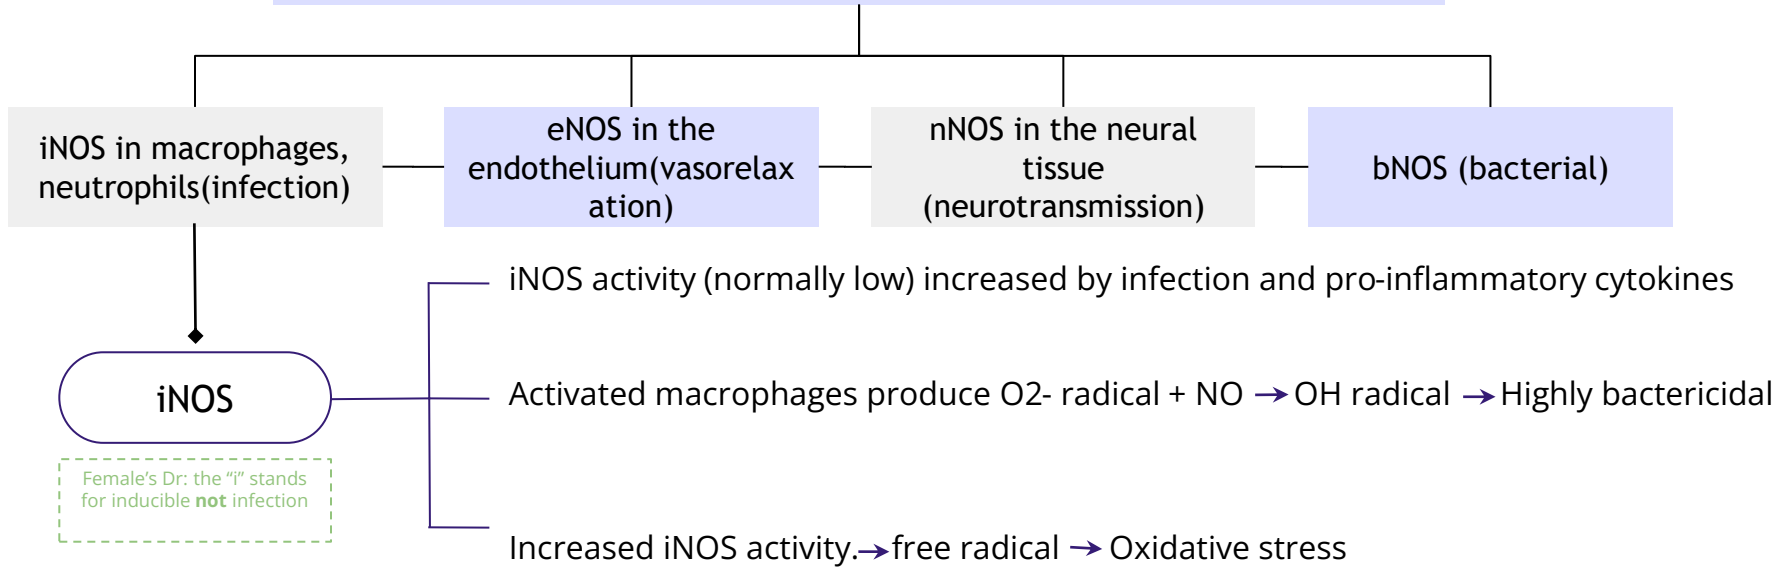 iNOS in macrophages,
neutrophils(infection)
eNOS in the
endothelium(vasorelax
ation)
nNOS in the neural
tissue
(neurotransmission)
bNOS (bacterial)
iNOS activity (normally low) increased by infection and pro-inflammatory cytokines
iNOS
Activated macrophages produce O2- radical + NO → OH radical → Highly bactericidal
Female's Dr: the “i” stands
for inducible not infection
Increased iNOS activity.→ free radical → Oxidative stress